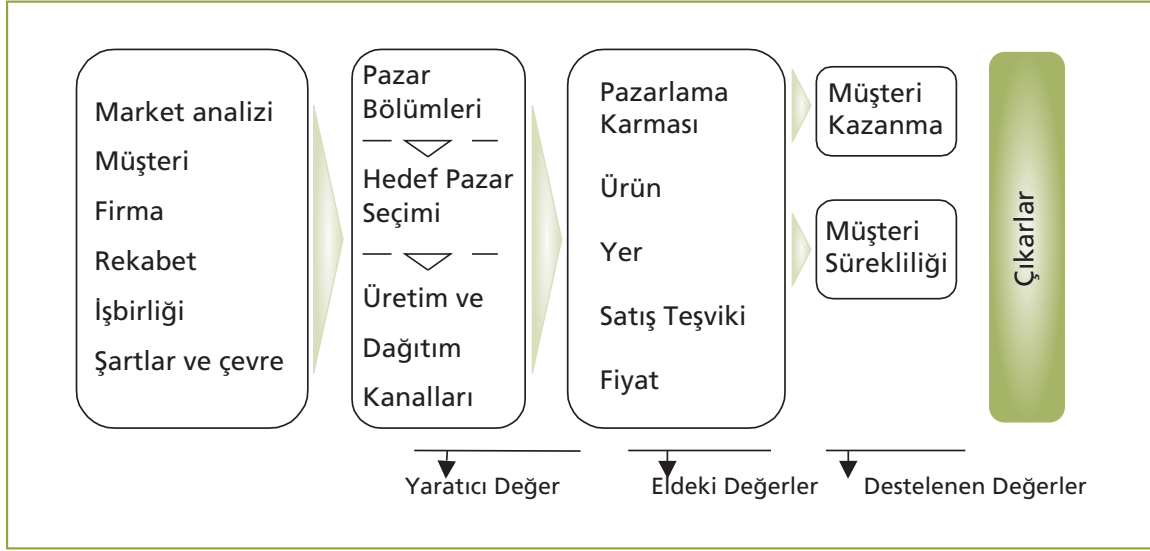 Market analizi
Müşteri
Firma
Rekabet
İşbirliği
Şartlar ve çevre
Pazar
Bölümleri
Hedef Pazar
Seçimi
Üretim ve
Dağıtım
Kanalları
Pazarlama
Karması
Ürün
Yer
Satış Teşviki
Fiyat
Müşteri
Kazanma
Müşteri
Sürekliliği
Çıkarlar
Yaratıcı Değer
Eldeki Değerler
Destelenen Değerler